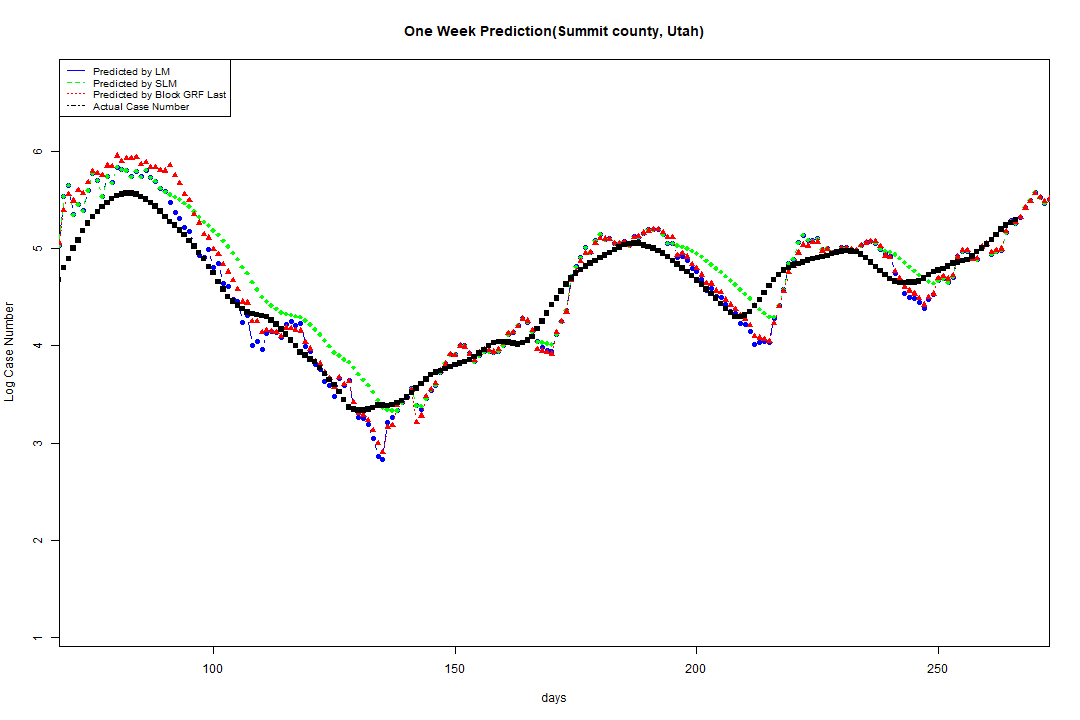 One Week Prediction(Summit county, Utah)
Predicted by LM
Predicted by SLM
Predicted by Block GRF Last
Actual Case Number
6
5
4
3
2
1
Log Case Number
100 150 200 250
days